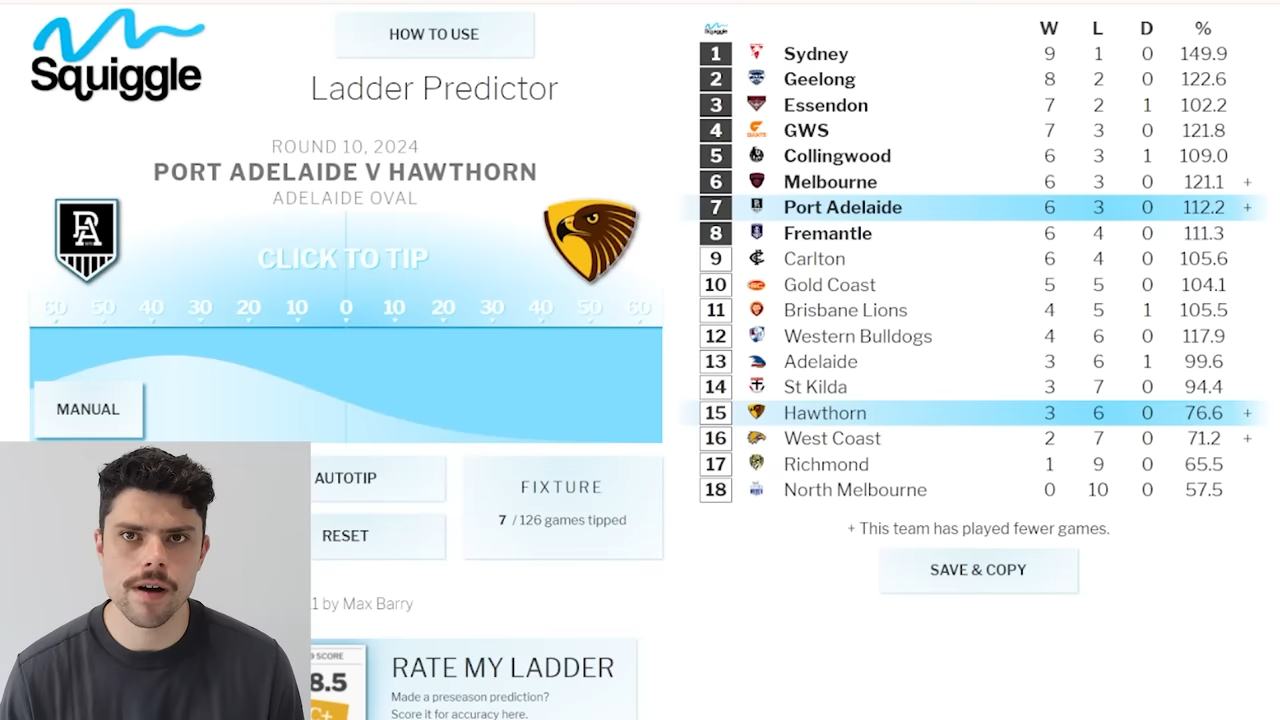 Squiggle
HOW TO USE
Ladder Predictor
ROUND 10, 2024
PORT ADELAIDE V HAWTHORN
ADELAIDE OVAL
CLICK TO TIP
60 50 40 30 20 10 0 10 20 30 40 50 60
MANUAL
AUTOTIP
RESET
FIXTURE
7 / 126 games tipped
1 by Max Barry
SCORE
8.5
C+
RATE MY LADDER
Made a preseason prediction?
Score it for accuracy here.
Squiggle W L D %
1 Sydney 9 1 0 149.9
2 Geelong 8 2 0 122.6
3 Essendon 7 2 1 102.2
4 GWS 7 3 0 121.8
5 Collingwood 6 3 1 109.0
6 Melbourne 6 3 0 121.1 +
7 Port Adelaide 6 3 0 112.2 +
8 Fremantle 6 4 0 111.3
9 Carlton 6 4 0 105.6
10 Gold Coast 5 5 0 104.1
11 Brisbane Lions 4 5 1 105.5
12 Western Bulldogs 4 6 0 117.9
13 Adelaide 3 6 1 99.6
14 St Kilda 3 7 0 94.4
15 Hawthorn 3 6 0 76.6 +
16 West Coast 2 7 0 71.2 +
17 Richmond 1 9 0 65.5
18 North Melbourne 0 10 0 57.5
+ This team has played fewer games.
SAVE & COPY